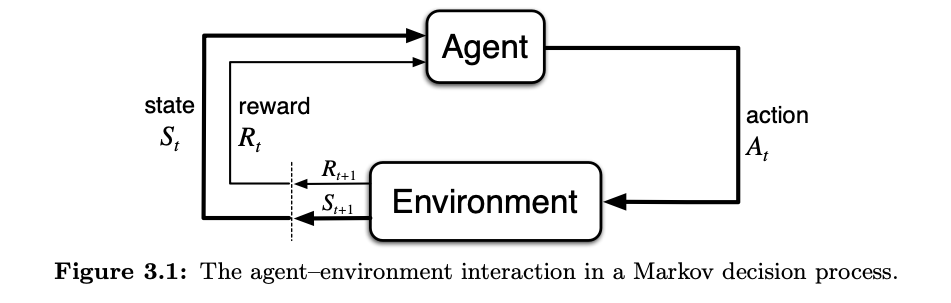 Agent
state
S_t
reward
R_t
action
A_t
R_{t+1}
S_{t+1}
Environment
Figure 3.1: The agent–environment interaction in a Markov decision process.